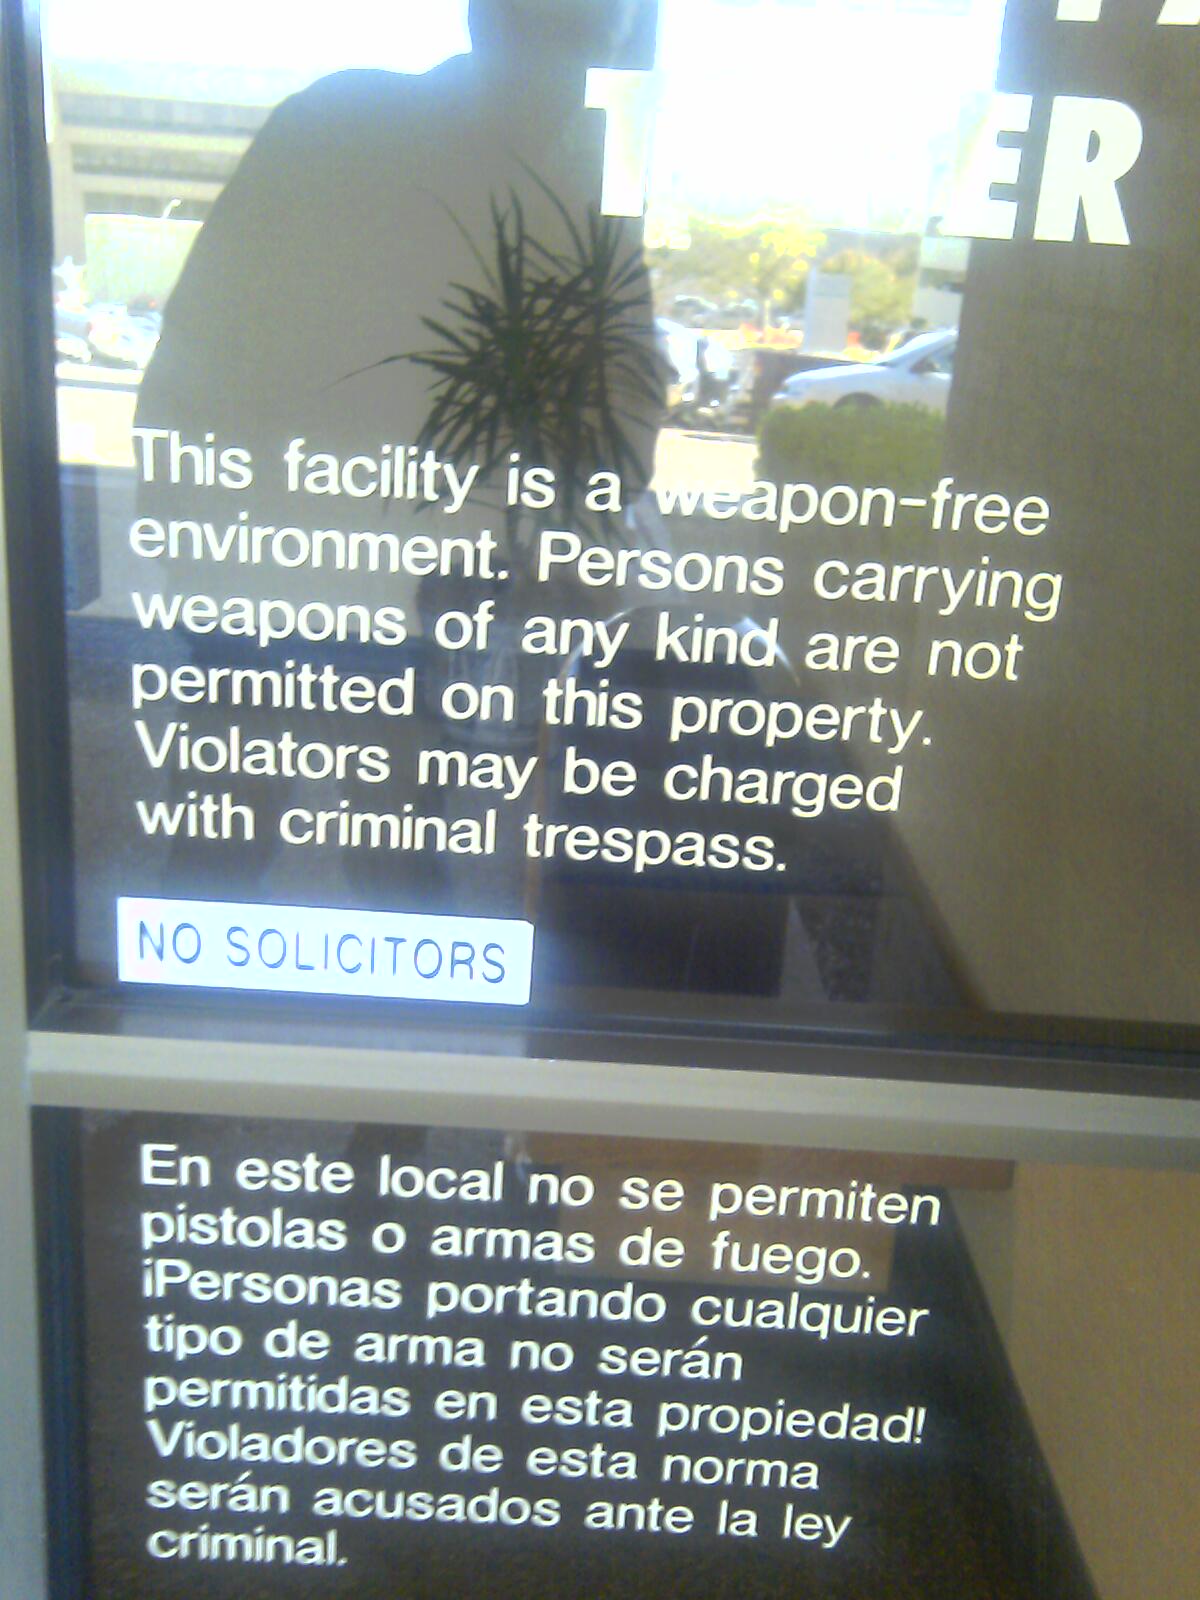 This facility is a weapon-free
environment. Persons carrying
weapons of any kind are not
permitted on this property.
Violators may be charged
with criminal trespass.
NO SOLICITORS
En este local no se permiten
pistolas o armas de fuego.
¡Personas portando cualquier
tipo de arma no serán
permitidas en esta propiedad!
Violadores de esta norma
serán acusados ante la ley
criminal.